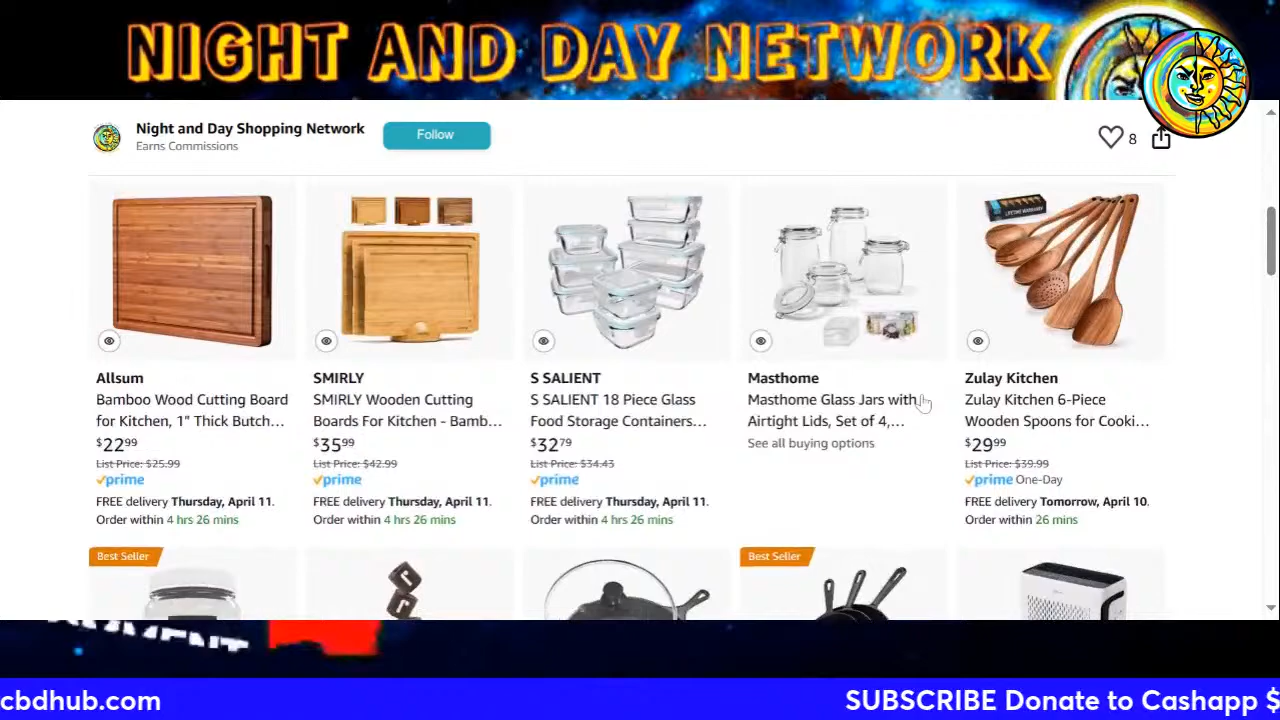 NIGHT AND DAY NETWORK
Night and Day Shopping Network
Follow
Earns Commissions
8
LIFETIME WARRANTY
Allsum
Bamboo Wood Cutting Board
for Kitchen, 1" Thick Butch...
$22 99
List Price: $25.99
prime
FREE delivery Thursday, April 11.
Order within 4 hrs 26 mins
SMIRLY
SMIRLY Wooden Cutting
Boards For Kitchen - Bamb...
$35 99
List Price: $42.99
prime
FREE delivery Thursday, April 11.
Order within 4 hrs 26 mins
S SALIENT
S SALIENT 18 Piece Glass
Food Storage Containers...
$32 79
List Price: $34.43
prime
FREE delivery Thursday, April 11.
Order within 4 hrs 26 mins
Masthome
Masthome Glass Jars with
Airtight Lids, Set of 4,...
See all buying options
Zulay Kitchen
Zulay Kitchen 6-Piece
Wooden Spoons for Cooki...
$29 99
List Price: $39.99
prime One-Day
FREE delivery Tomorrow, April 10.
Order within 26 mins
Best Seller
Best Seller
cbdhub.com
SUBSCRIBE Donate to Cashapp $